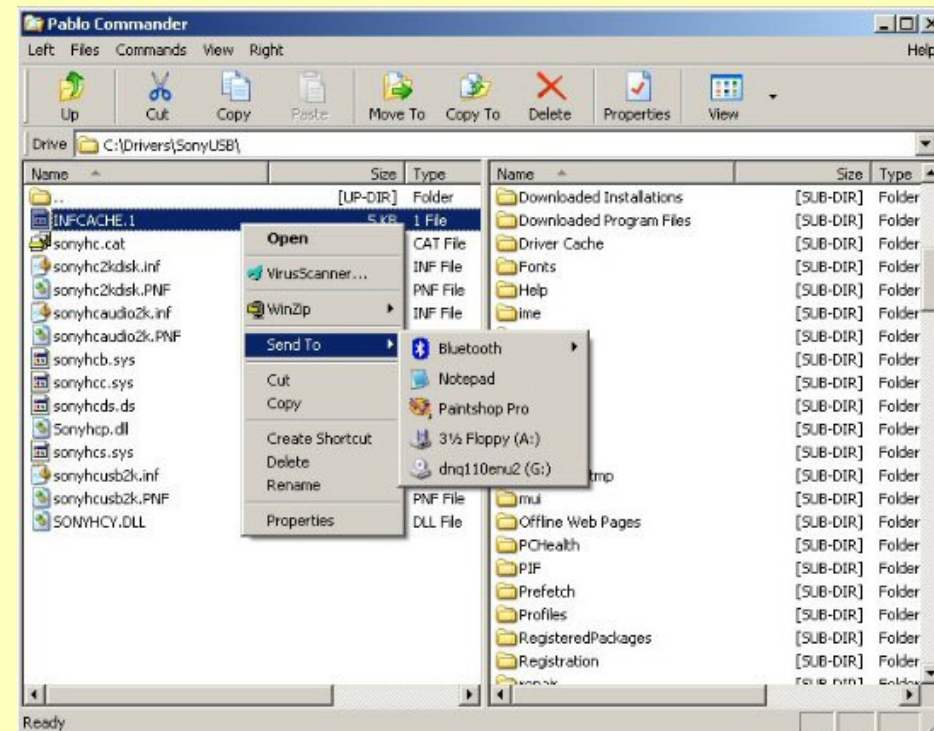 Pablo Commander
Left Files Commands View Right Help
Up Cut Copy Paste Move To Copy To Delete Properties View
Drive C:\Drivers\SonyUSB\
Name Size Type Name Size Type
.. [UP-DIR] Folder Downloaded Installations [SUB-DIR] Folder
INFCACHE.1 5 KB 1 File Downloaded Program Files [SUB-DIR] Folder
sonyhc.cat Open CAT File Driver Cache [SUB-DIR] Folder
sonyhc2kdisk.inf VirusScanner... INF File Fonts [SUB-DIR] Folder
sonyhc2kdisk.PNF PNF File Help [SUB-DIR] Folder
sonyhcaudio2k.inf WinZip INF File ime [SUB-DIR] Folder
sonyhcaudio2k.PNF Send To [SUB-DIR] Folder
sonyhcb.sys Bluetooth [SUB-DIR] Folder
sonyhcc.sys Cut Notepad [SUB-DIR] Folder
sonyhcds.ds Copy Paintshop Pro [SUB-DIR] Folder
Sonyhcp.dll Create Shortcut 3½ Floppy (A:) [SUB-DIR] Folder
sonyhcs.sys Delete dnq110enu2 (G:) [SUB-DIR] Folder
sonyhcusb2k.inf Rename tmp [SUB-DIR] Folder
sonyhcusb2k.PNF PNF File mui [SUB-DIR] Folder
SONYHCY.DLL Properties DLL File Offline Web Pages [SUB-DIR] Folder
PCHealth [SUB-DIR] Folder
PIF [SUB-DIR] Folder
Prefetch [SUB-DIR] Folder
Profiles [SUB-DIR] Folder
RegisteredPackages [SUB-DIR] Folder
Registration [SUB-DIR] Folder
repair [SUB-DIR] Folder
Ready